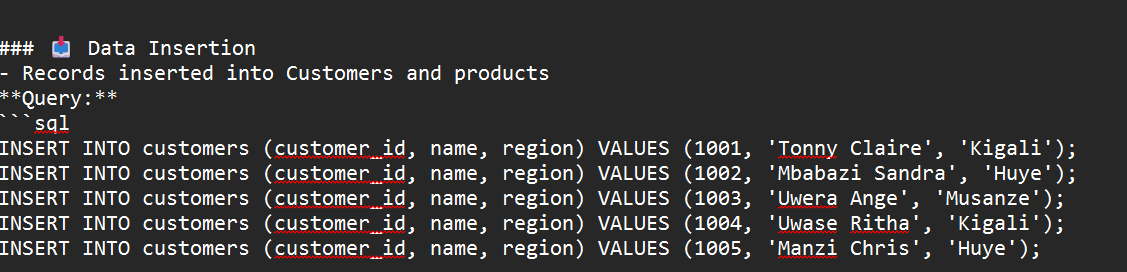 ### 📥 Data Insertion
- Records inserted into Customers and products
**Query:**
```sql
INSERT INTO customers (customer_id, name, region) VALUES (1001, 'Tonny Claire', 'Kigali');
INSERT INTO customers (customer_id, name, region) VALUES (1002, 'Mbabazi Sandra', 'Huye');
INSERT INTO customers (customer_id, name, region) VALUES (1003, 'Uwera Ange', 'Musanze');
INSERT INTO customers (customer_id, name, region) VALUES (1004, 'Uwase Ritha', 'Kigali');
INSERT INTO customers (customer_id, name, region) VALUES (1005, 'Manzi Chris', 'Huye');